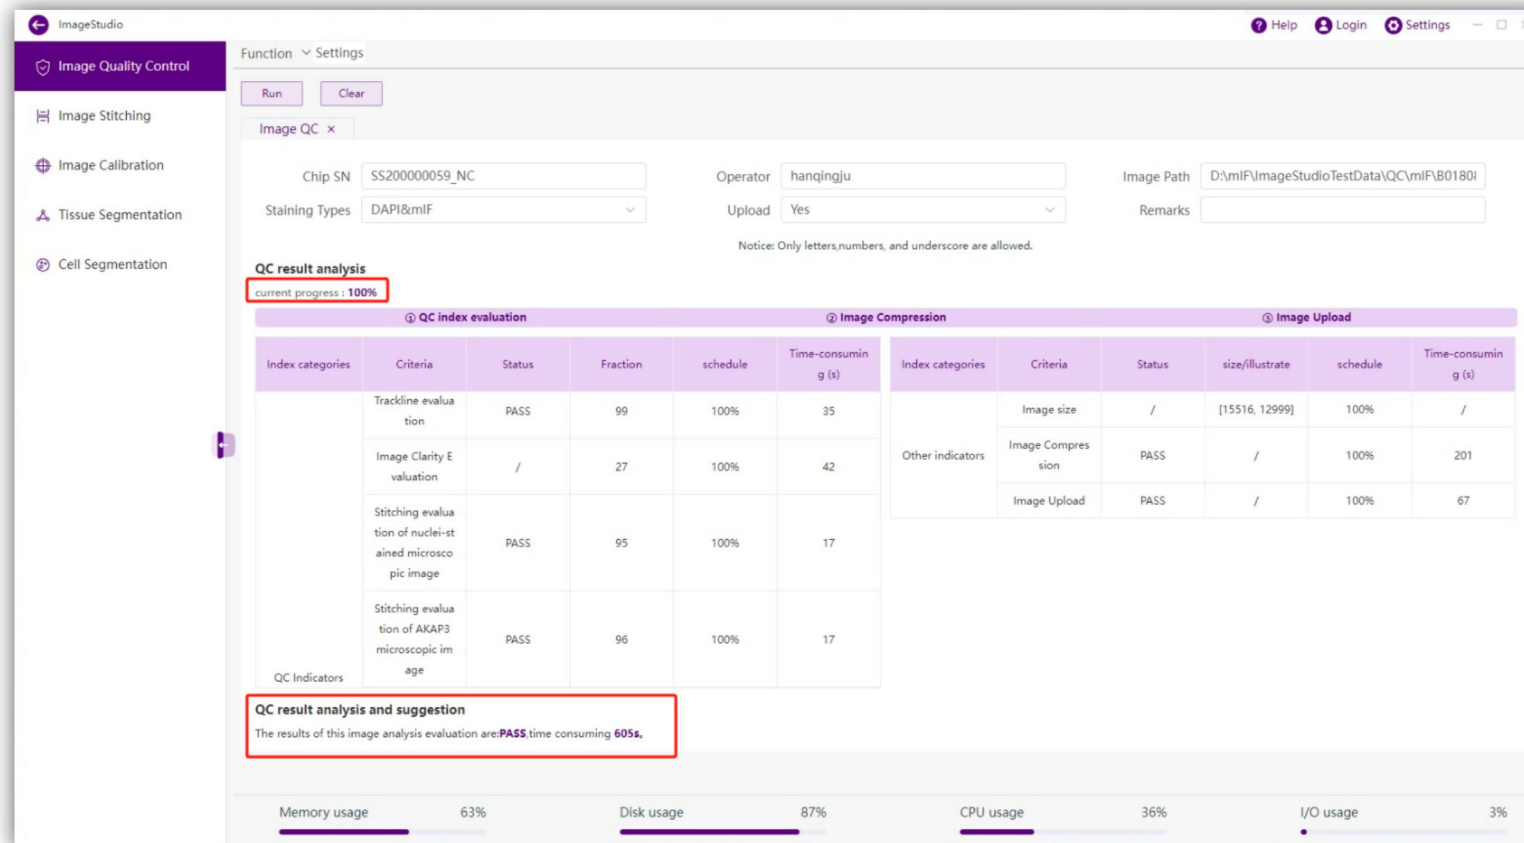 ImageStudio
Help Login Settings
Image Quality Control
Image Stitching
Image Calibration
Tissue Segmentation
Cell Segmentation
Function Settings
Run Clear
Image QC ×
Chip SN SS200000059_NC Operator hanqingju Image Path D:\mIF\ImageStudioTestData\QC\mIF\B0180
Staining Types DAPI&mIF Upload Yes Remarks
Notice: Only letters,numbers, and underscore are allowed.
QC result analysis
current progress : 100%
① QC index evaluation ② Image Compression ③ Image Upload
Index categories Criteria Status Fraction schedule Time-consumin
g (s)
Trackline evalua
tion
PASS 99 100% 35
Image Clarity E
valuation
/ 27 100% 42
Stitching evalua
tion of nuclei-st
ained microsco
pic image
PASS 95 100% 17
Stitching evalua
tion of AKAP3
microscopic im
age
PASS 96 100% 17
QC Indicators
Index categories Criteria Status size/illustrate schedule Time-consumin
g (s)
Other indicators
Image size / [15516, 12999] 100% /
Image Compres
sion
PASS / 100% 201
Image Upload PASS / 100% 67
QC result analysis and suggestion
The results of this image analysis evaluation are:PASS,time consuming 605s。
Memory usage 63% Disk usage 87% CPU usage 36% I/O usage 3%